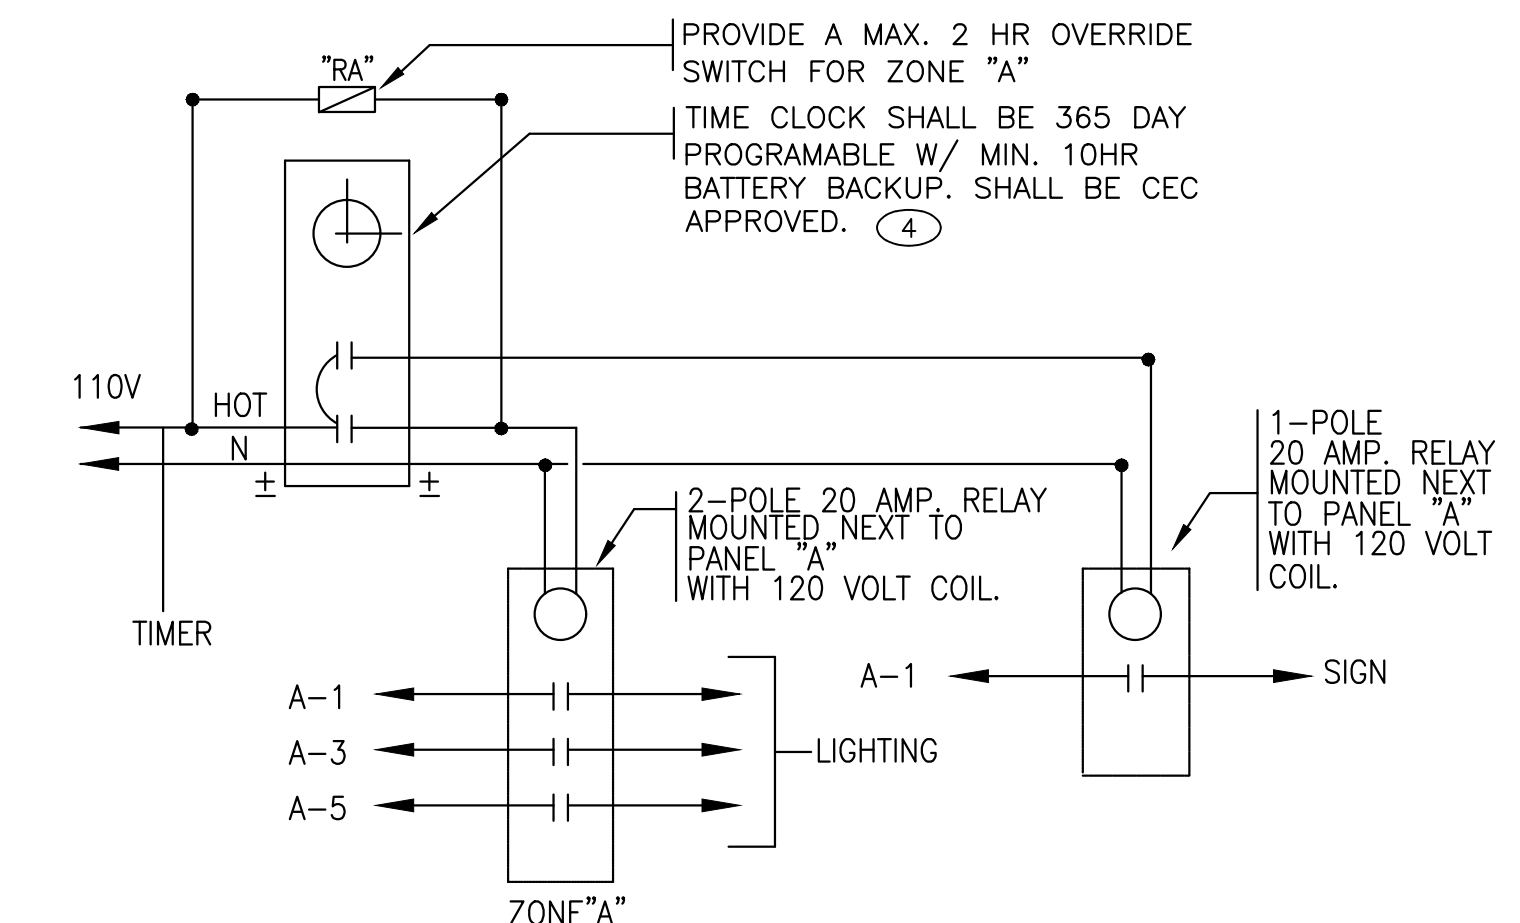 PROVIDE A MAX. 2 HR OVERRIDE
SWITCH FOR ZONE "A"
"RA"
TIME CLOCK SHALL BE 365 DAY
PROGRAMABLE W/ MIN. 10HR
BATTERY BACKUP. SHALL BE CEC
APPROVED. 4
110V
HOT
N
±
±
TIMER
2-POLE 20 AMP. RELAY
MOUNTED NEXT TO
PANEL "A"
WITH 120 VOLT COIL.
1-POLE
20 AMP. RELAY
MOUNTED NEXT
TO PANEL "A"
WITH 120 VOLT
COIL.
A-1
A-3
A-5
LIGHTING
A-1
SIGN
ZONE"A"